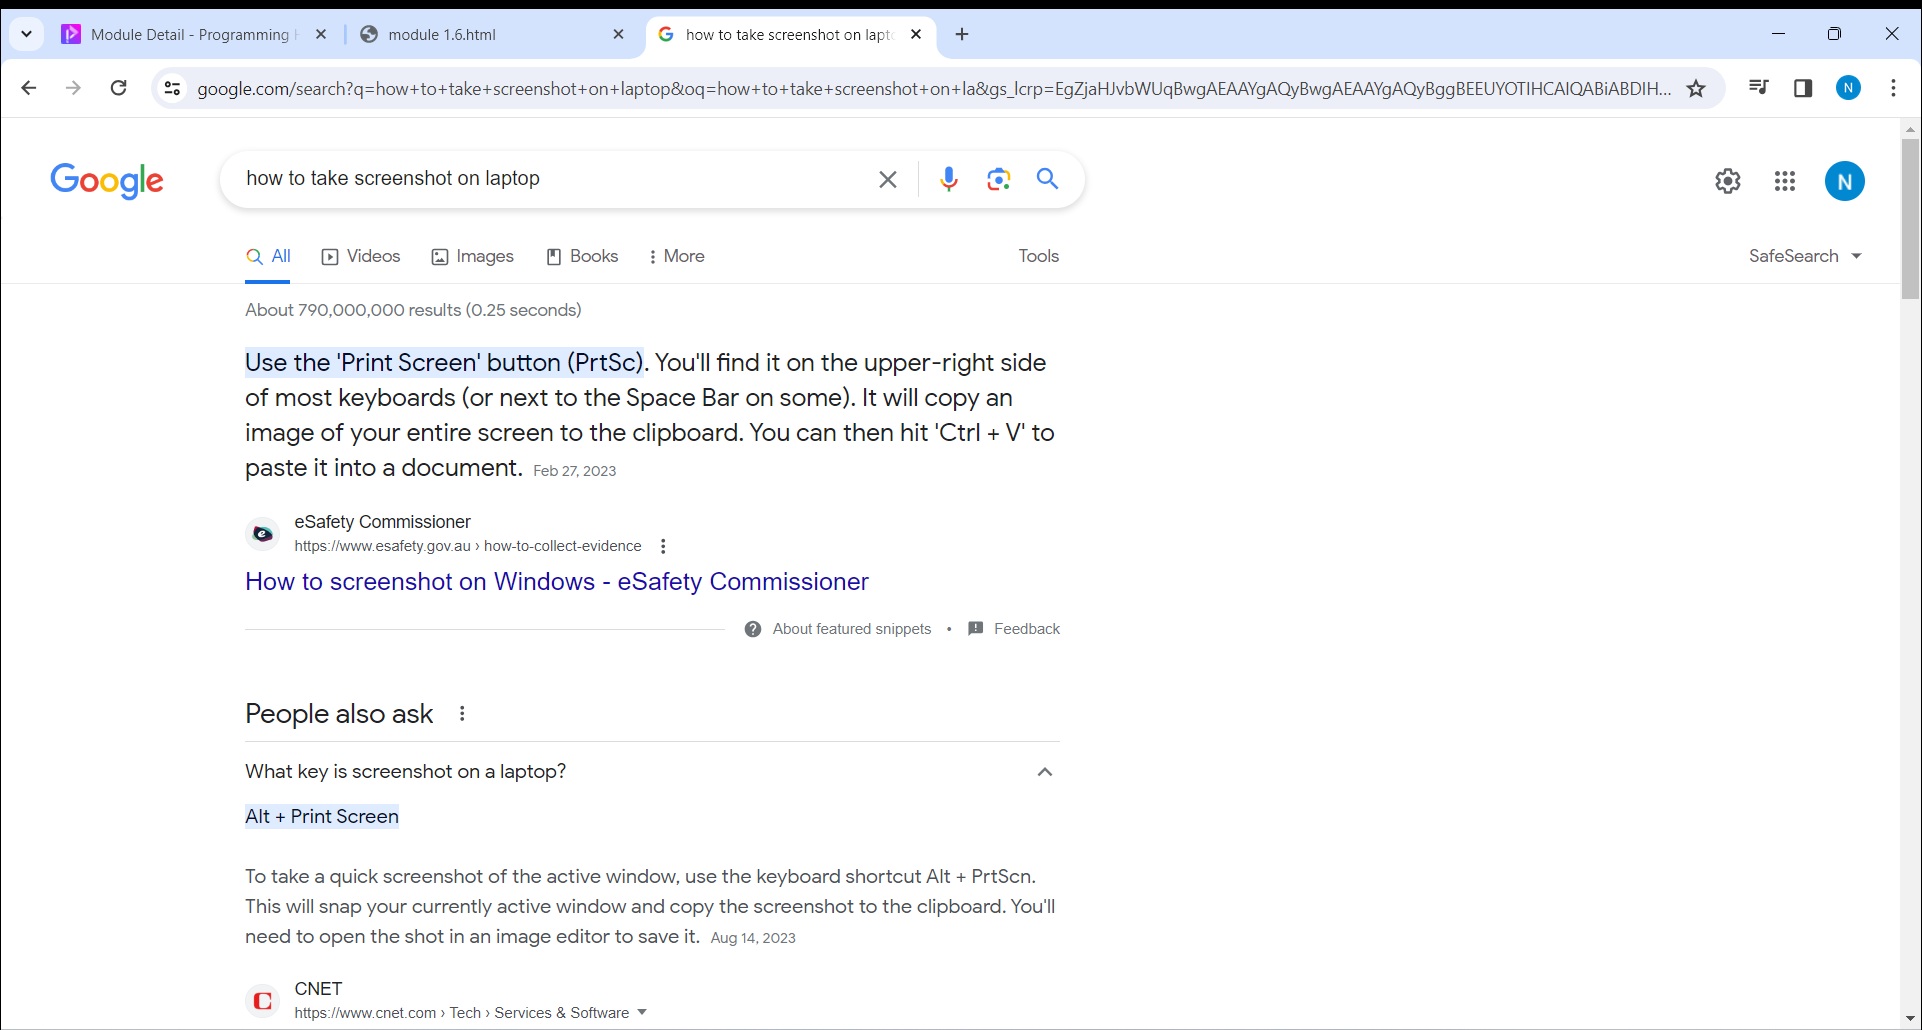 Module Detail - Programming H
module 1.6.html
how to take screenshot on lapto
google.com/search?q=how+to+take+screenshot+on+laptop&oq=how+to+take+screenshot+on+la&gs_lcrp=EgZjaHJvbWUqBwgAEAAYgAQyBwgAEAAYgAQyBggBEEUYOTIHCAIQABiABDIH...
N
Google
how to take screenshot on laptop
N
All
Videos
Images
Books
More
Tools
SafeSearch
About 790,000,000 results (0.25 seconds)
Use the 'Print Screen' button (PrtSc). You'll find it on the upper-right side
of most keyboards (or next to the Space Bar on some). It will copy an
image of your entire screen to the clipboard. You can then hit 'Ctrl + V' to
paste it into a document. Feb 27, 2023
eSafety Commissioner
https://www.esafety.gov.au › how-to-collect-evidence
How to screenshot on Windows - eSafety Commissioner
About featured snippets • Feedback
People also ask
What key is screenshot on a laptop?
Alt + Print Screen
To take a quick screenshot of the active window, use the keyboard shortcut Alt + PrtScn.
This will snap your currently active window and copy the screenshot to the clipboard. You'll
need to open the shot in an image editor to save it. Aug 14, 2023
CNET
https://www.cnet.com › Tech › Services & Software